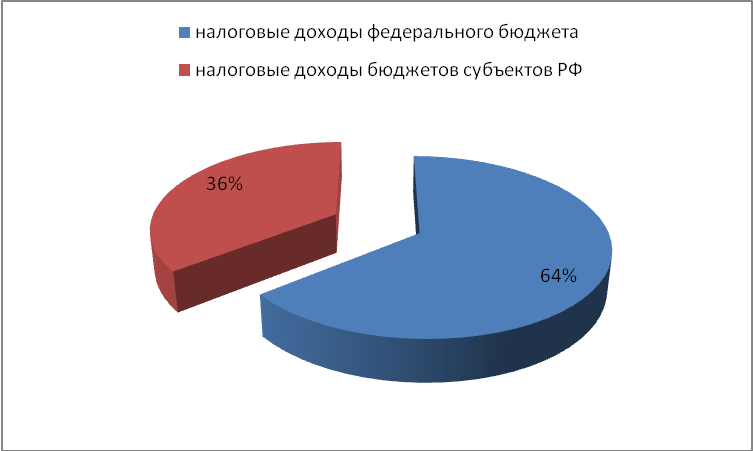 налоговые доходы федерального бюджета
налоговые доходы бюджетов субъектов РФ
36%
64%